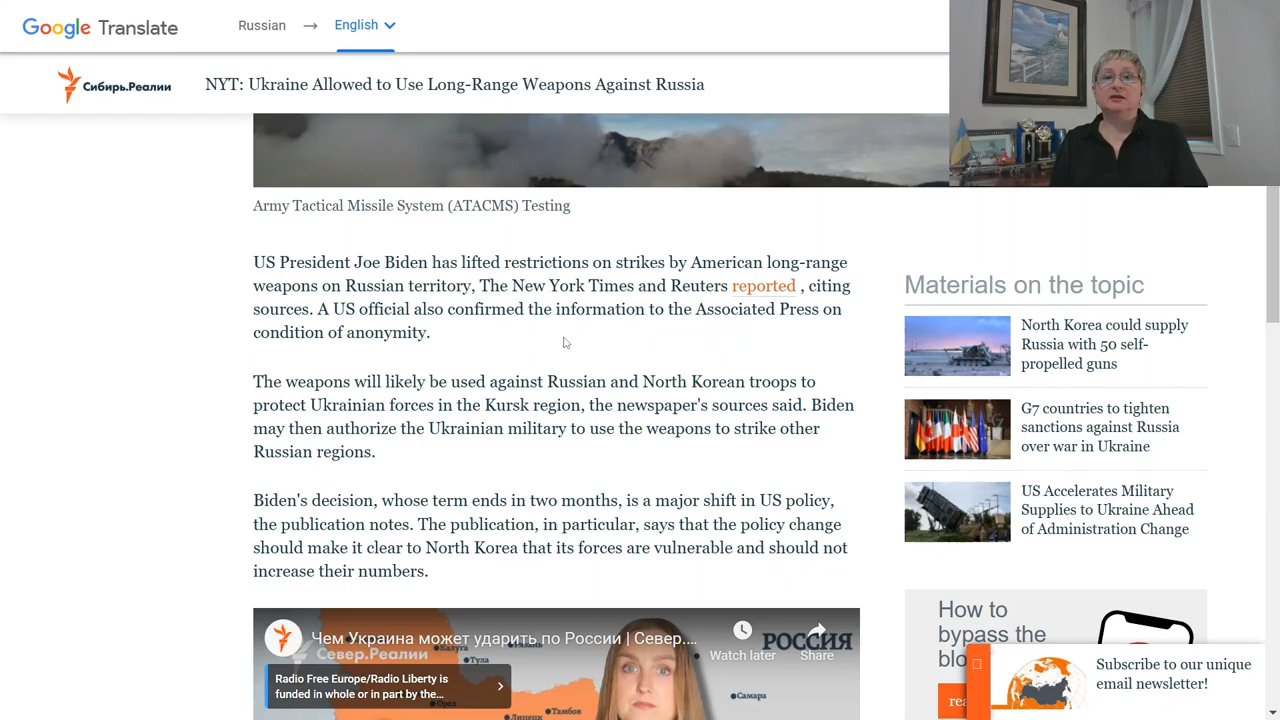 Google Translate
Russian → English
Сибирь.Реалии
NYT: Ukraine Allowed to Use Long-Range Weapons Against Russia
Army Tactical Missile System (ATACMS) Testing
US President Joe Biden has lifted restrictions on strikes by American long-range
weapons on Russian territory, The New York Times and Reuters reported , citing
sources. A US official also confirmed the information to the Associated Press on
condition of anonymity.
The weapons will likely be used against Russian and North Korean troops to
protect Ukrainian forces in the Kursk region, the newspaper's sources said. Biden
may then authorize the Ukrainian military to use the weapons to strike other
Russian regions.
Biden's decision, whose term ends in two months, is a major shift in US policy,
the publication notes. The publication, in particular, says that the policy change
should make it clear to North Korea that its forces are vulnerable and should not
increase their numbers.
Чем Украина может ударить по России | Север....
Север.Реалии
Watch later
Share
РОССИЯ
Radio Free Europe/Radio Liberty is
funded in whole or in part by the...
Калуга
Рязань
Тула
Орел
Липецк
Тамбов
Самара
Materials on the topic
North Korea could supply
Russia with 50 self-
propelled guns
G7 countries to tighten
sanctions against Russia
over war in Ukraine
US Accelerates Military
Supplies to Ukraine Ahead
of Administration Change
How to
bypass the
blo
rea
Subscribe to our unique
email newsletter!